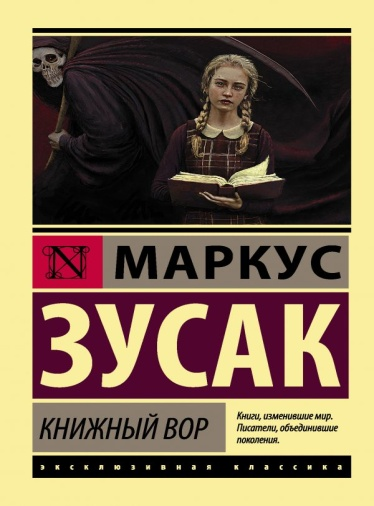 МАРКУС
ЗУСАК
КНИЖНЫЙ ВОР
Книги, изменившие мир.
Писатели, объединившие
поколения.
эксклюзивная классика